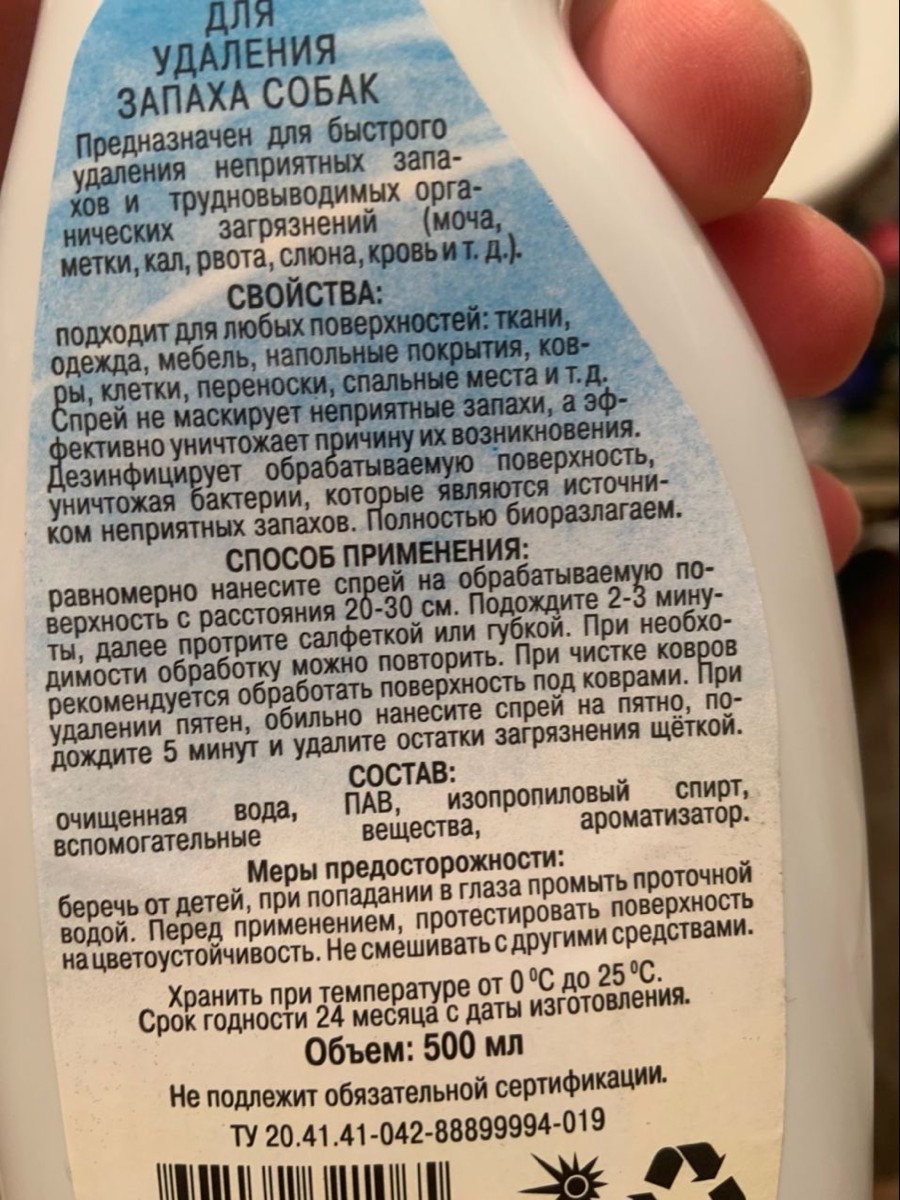 ДЛЯ
УДАЛЕНИЯ
ЗАПАХА СОБАК
Предназначен для быстрого
удаления неприятных запа-
хов и трудновыводимых орга-
нических загрязнений (моча,
метки, кал, рвота, слюна, кровь и т. д.).
СВОЙСТВА:
подходит для любых поверхностей: ткани,
одежда, мебель, напольные покрытия, ков-
ры, клетки, переноски, спальные места и т. д.
Спрей не маскирует неприятные запахи, а эф-
фективно уничтожает причину их возникновения.
Дезинфицирует обрабатываемую поверхность,
уничтожая бактерии, которые являются источни-
ком неприятных запахов. Полностью биоразлагаем.
СПОСОБ ПРИМЕНЕНИЯ:
равномерно нанесите спрей на обрабатываемую по-
верхность с расстояния 20-30 см. Подождите 2-3 мину-
ты, далее протрите салфеткой или губкой. При необхо-
димости обработку можно повторить. При чистке ковров
рекомендуется обработать поверхность под коврами. При
удалении пятен, обильно нанесите спрей на пятно, по-
дождите 5 минут и удалите остатки загрязнения щёткой.
СОСТАВ:
очищенная вода, ПАВ, изопропиловый спирт,
вспомогательные вещества, ароматизатор.
Меры предосторожности:
беречь от детей, при попадании в глаза промыть проточной
водой. Перед применением, протестировать поверхность
на цветоустойчивость. Не смешивать с другими средствами.
Хранить при температуре от 0 °С до 25 °С.
Срок годности 24 месяца с даты изготовления.
Объем: 500 мл
Не подлежит обязательной сертификации.
ТУ 20.41.41-042-88899994-019